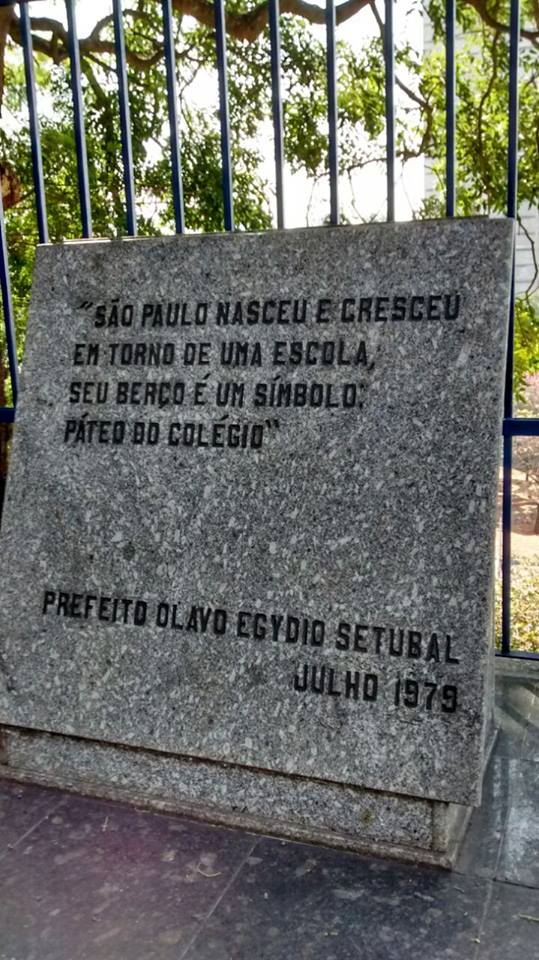 "SÃO PAULO NASCEU E CRESCEU
EM TORNO DE UMA ESCOLA,
SEU BERÇO É UM SÍMBOLO:
PÁTEO DO COLÉGIO"
PREFEITO OLAVO EGYDIO SETUBAL
JULHO 1979